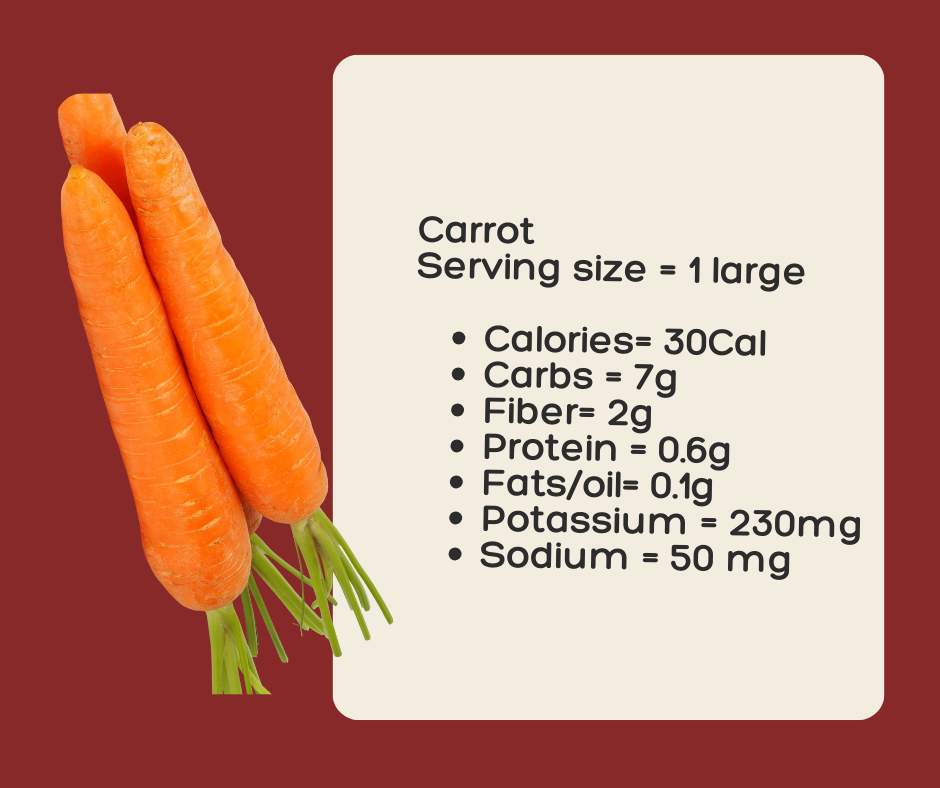 Carrot
Serving size = 1 large
• Calories= 30Cal
• Carbs = 7g
• Fiber= 2g
• Protein = 0.6g
• Fats/oil= 0.1g
• Potassium = 230mg
• Sodium = 50 mg